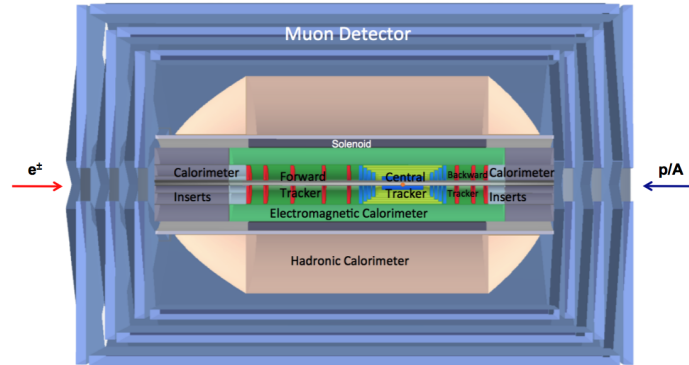 Muon Detector
Solenoid
e± p/A
Calorimeter Forward Central Backward Calorimeter
Inserts Tracker Tracker Tracker Inserts
Electromagnetic Calorimeter
Hadronic Calorimeter